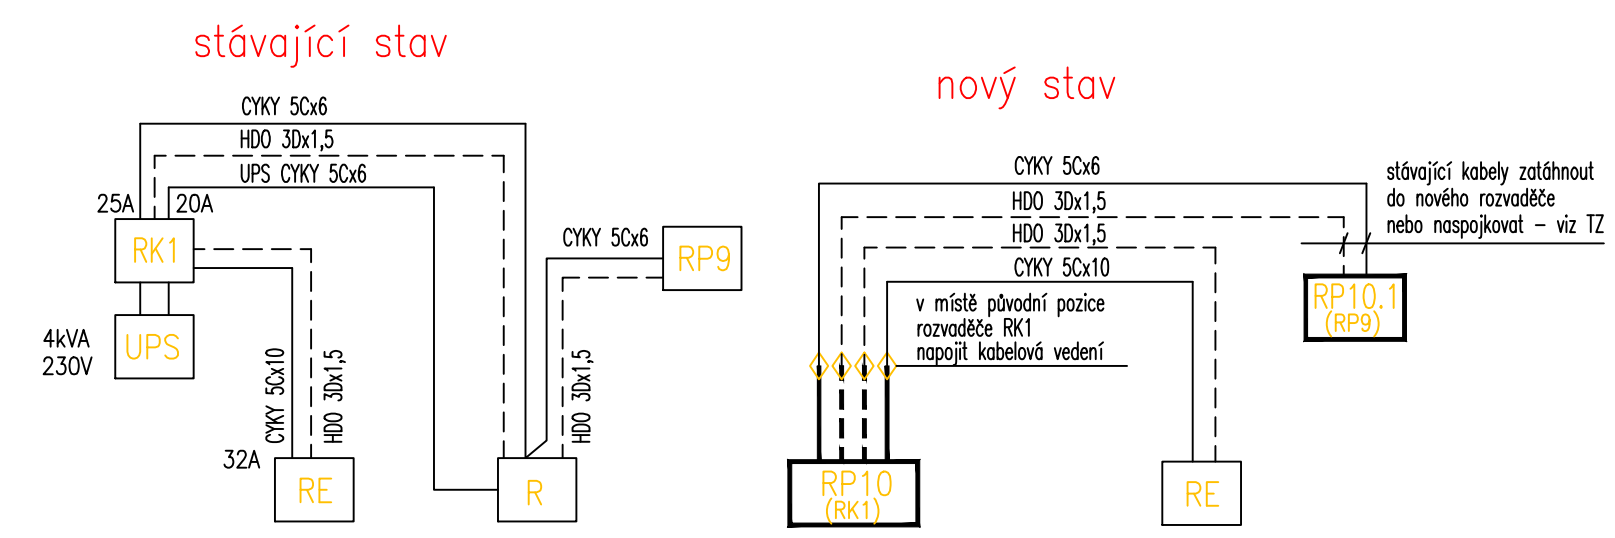 stávající stav
CYKY 5Cx6
HDO 3Dx1,5
UPS CYKY 5Cx6
25A
20A
RK1
CYKY 5Cx6
RP9
4kVA
230V
UPS
CYKY 5Cx10
HDO 3Dx1,5
HDO 3Dx1,5
32A
RE
R
nový stav
CYKY 5Cx6
HDO 3Dx1,5
HDO 3Dx1,5
CYKY 5Cx10
stávající kabely zatáhnout
do nového rozvaděče
nebo naspojkovat – viz TZ
RP10.1
(RP9)
v místě původní pozice
rozvaděče RK1
napojit kabelová vedení
RP10
(RK1)
RE